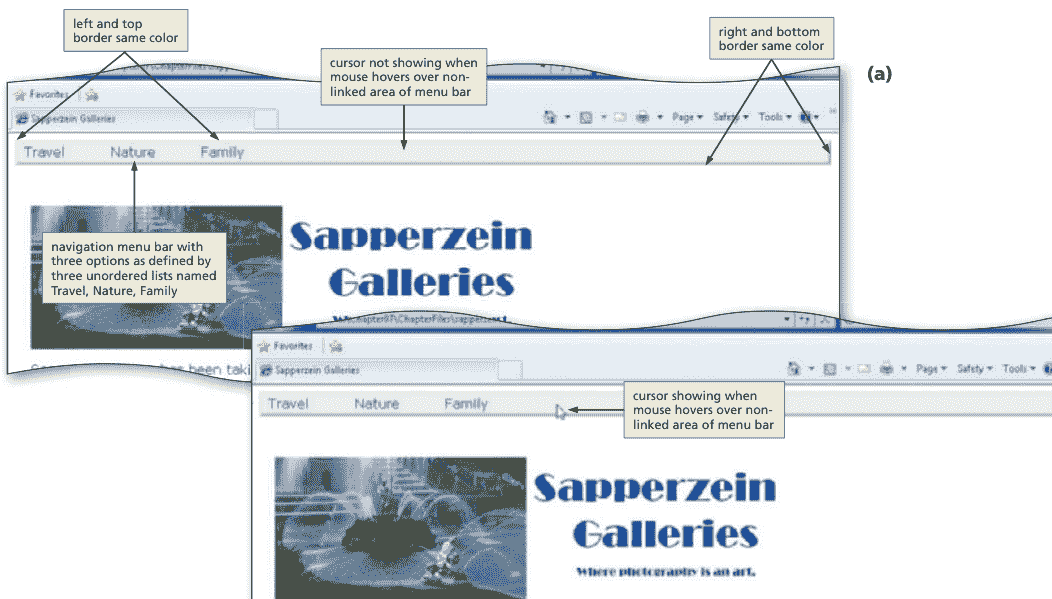 left and top
border same color
cursor not showing when
mouse hovers over non-
linked area of menu bar
right and bottom
border same color
(a)
Favorites
Sapperzein Galleries
Page Safety Tools
Travel Nature Family
navigation menu bar with
three options as defined by
three unordered lists named
Travel, Nature, Family
Sapperzein
Galleries
been taki
Favorites
Sapperzein Galleries
Page Safety Tools
Travel Nature Family
cursor showing when
mouse hovers over non-
linked area of menu bar
Sapperzein
Galleries
Where photography is an art.